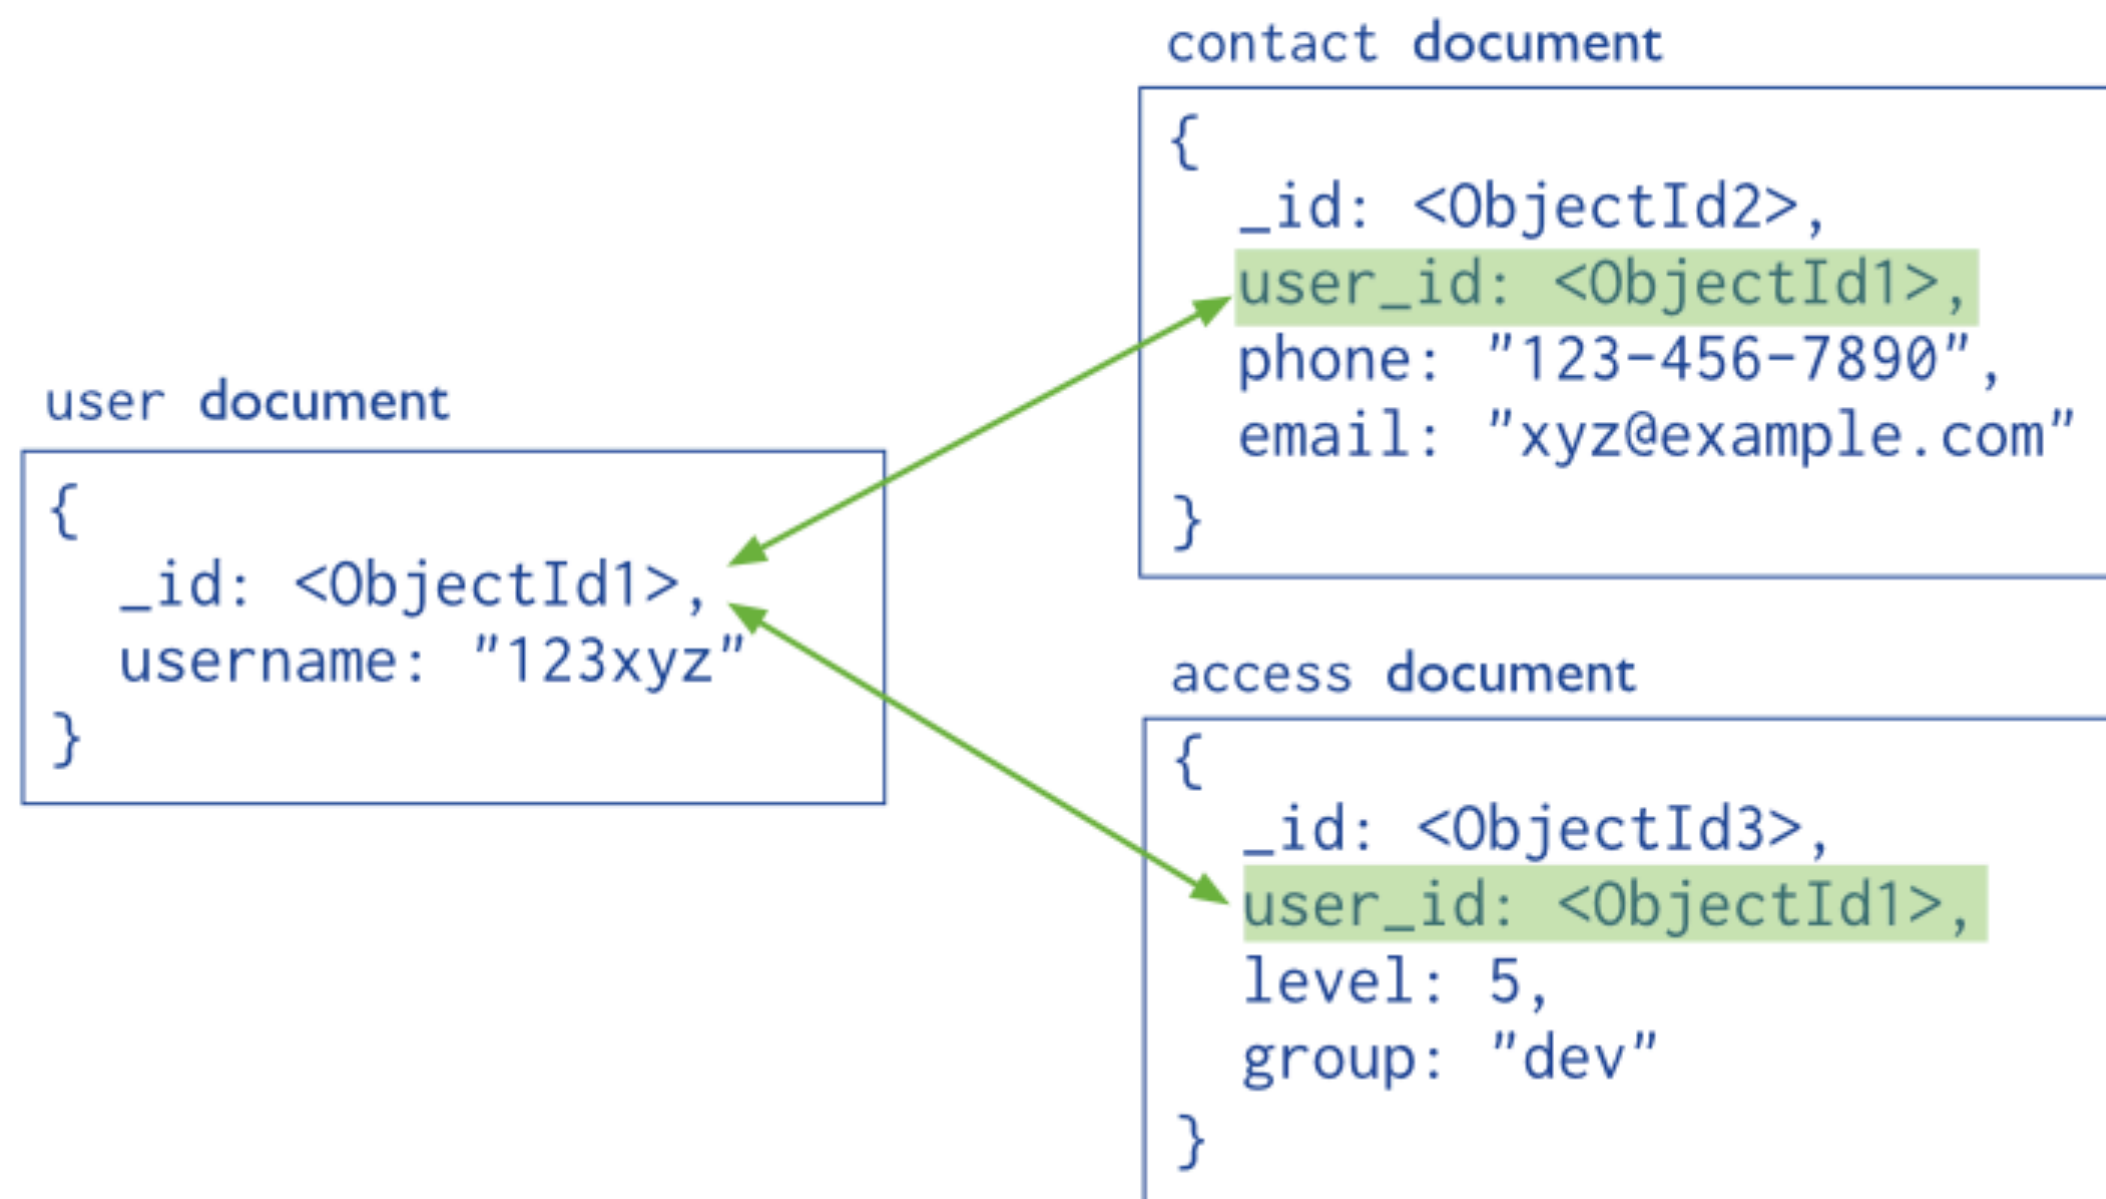 user document
{
_id: <ObjectId1>,
username: "123xyz"
}
contact document
{
_id: <ObjectId2>,
user_id: <ObjectId1>,
phone: "123-456-7890",
email: "xyz@example.com"
}
access document
{
_id: <ObjectId3>,
user_id: <ObjectId1>,
level: 5,
group: "dev"
}